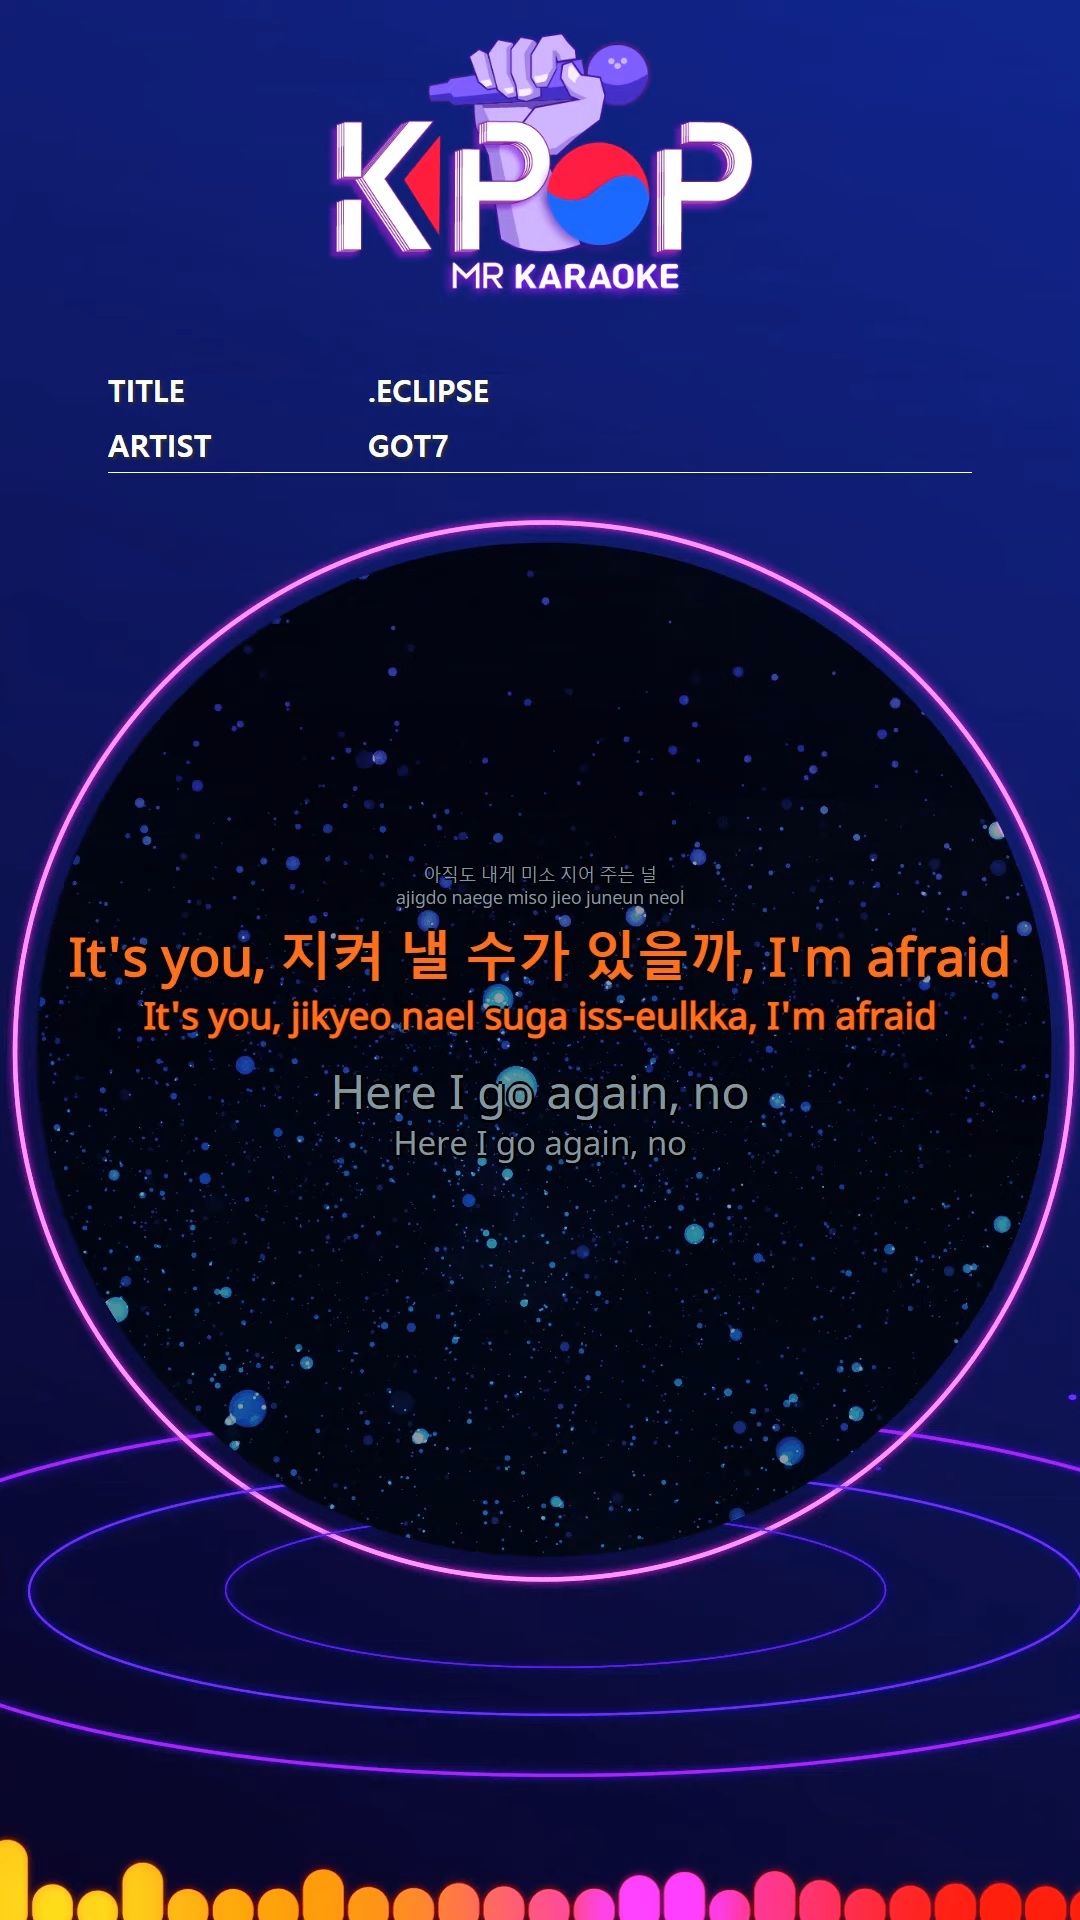 KPOP
MR KARAOKE
TITLE .ECLIPSE
ARTIST GOT7
아직도 내게 미소 지어 주는 널
ajigdo naege miso jieo juneun neol
It's you, 지켜 낼 수가 있을까, I'm afraid
It's you, jikyeo nael suga iss-eulkka, I'm afraid
Here I go again, no
Here I go again, no